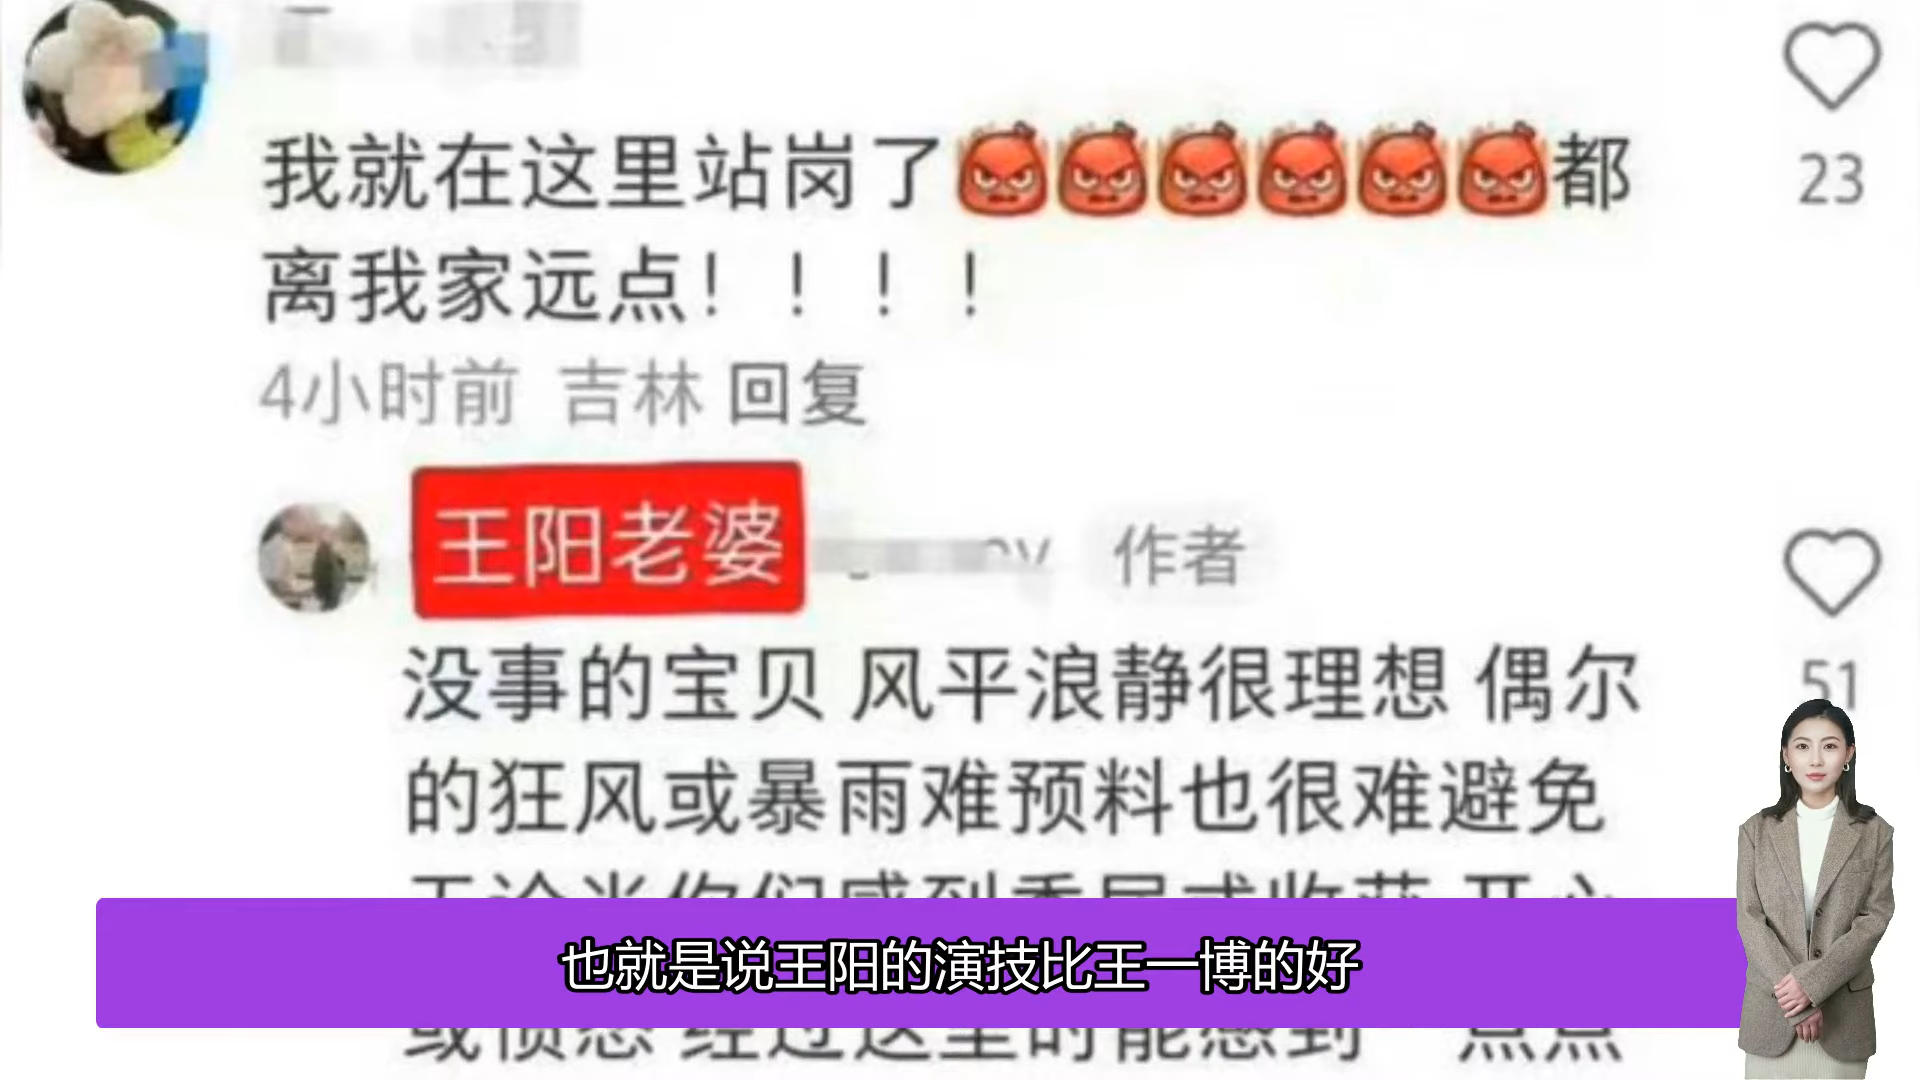 我就在这里站岗了都
23
离我家远点！！！！
4小时前 吉林 回复
王阳老婆 作者
没事的宝贝 风平浪静很理想 偶尔
51
的狂风或暴雨难预料也很难避免
也就是说王阳的演技比王一博的好